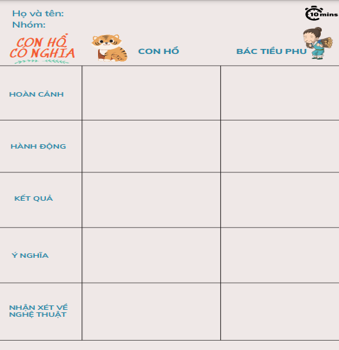 Họ và tên:
Nhóm:
10 mins
CON HỔ
CÓ NGHĨA
CON HỔ
BÁC TIỀU PHU
HOÀN CẢNH
HÀNH ĐỘNG
KẾT QUẢ
Ý NGHĨA
NHẬN XÉT VỀ
NGHỆ THUẬT